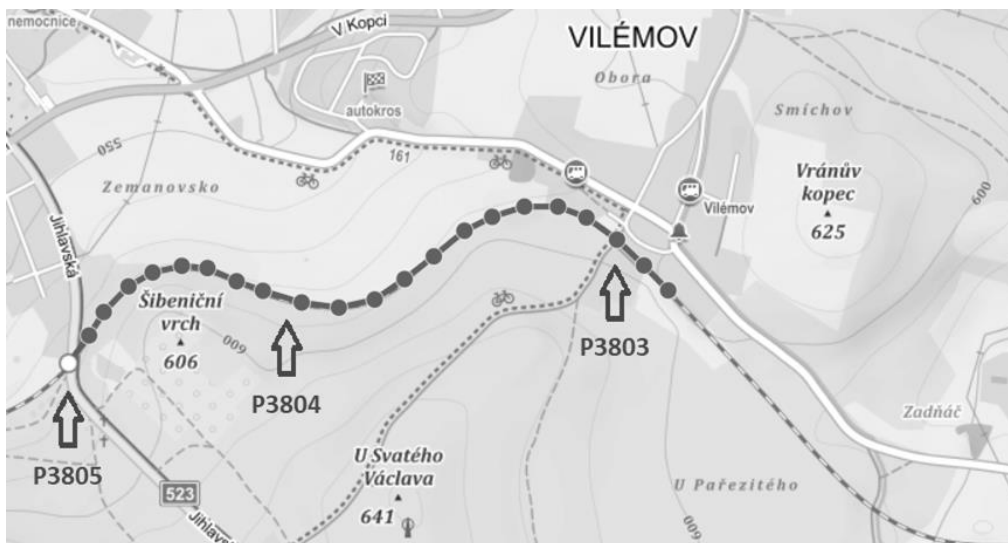 nemocnice
V Kopci
VILÉMOV
Obora
autokros
Smíchov
550
161
Zemanovsko
Vránův
kopec
625
600
Vilémov
Jihlavská
Šibeniční
vrch
606
600
P3803
P3804
P3805
U Svatého
Václava
641
523
Jihlavs
U Pařezitého
600
Zadňáč